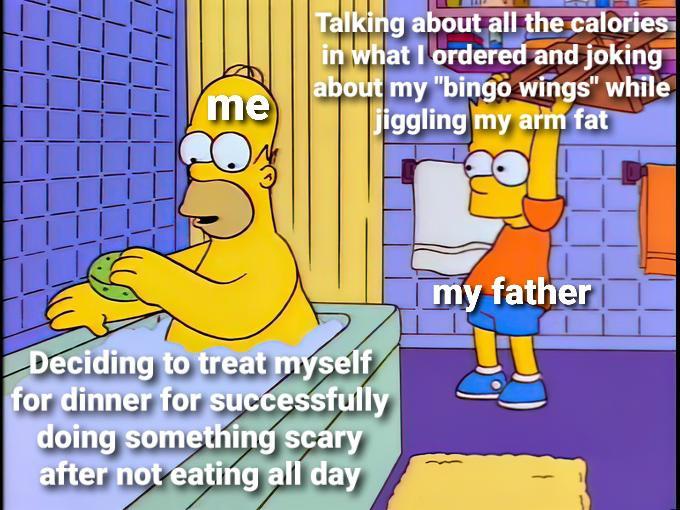 Talking about all the calories
in what I ordered and joking
about my "bingo wings" while
jiggling my arm fat
me
my father
Deciding to treat myself
for dinner for successfully
doing something scary
after not eating all day